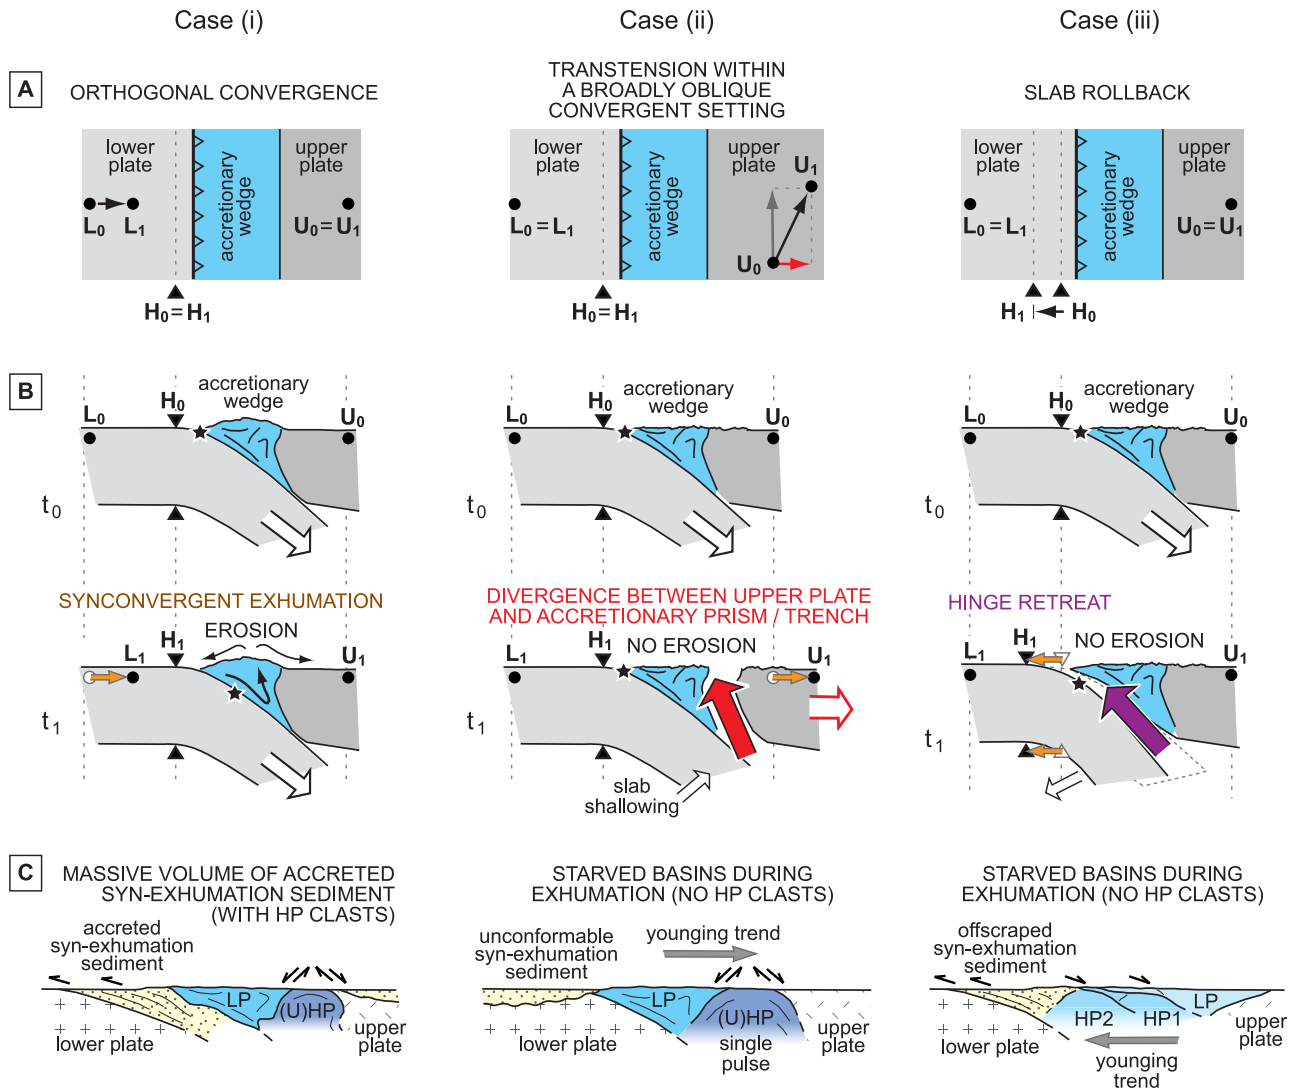 Case (i)
Case (ii)
Case (iii)
A
ORTHOGONAL CONVERGENCE
TRANSTENSION WITHIN
A BROADLY OBLIQUE
CONVERGENT SETTING
SLAB ROLLBACK
lower
plate
accretionary
wedge
upper
plate
L0
L1
U0 = U1
H0 = H1
lower
plate
accretionary
wedge
upper
plate
L0 = L1
U1
U0
H0 = H1
lower
plate
accretionary
wedge
upper
plate
L0 = L1
U0 = U1
H1
H0
B
L0
H0
accretionary
wedge
U0
t0
L0
H0
accretionary
wedge
U0
t0
L0
H0
accretionary
wedge
U0
t0
SYNCONVERGENT EXHUMATION
EROSION
L1
H1
U1
t1
DIVERGENCE BETWEEN UPPER PLATE
AND ACCRETIONARY PRISM / TRENCH
NO EROSION
L1
H1
U1
t1
slab
shallowing
HINGE RETREAT
NO EROSION
L1
H1
U1
t1
C
MASSIVE VOLUME OF ACCRETED
SYN-EXHUMATION SEDIMENT
(WITH HP CLASTS)
accreted
syn-exhumation
sediment
LP
(U)HP
lower plate
upper
plate
STARVED BASINS DURING
EXHUMATION (NO HP CLASTS)
unconformable
syn-exhumation
sediment
younging trend
LP
(U)HP
lower plate
single
pulse
upper
plate
STARVED BASINS DURING
EXHUMATION (NO HP CLASTS)
offscraped
syn-exhumation
sediment
HP2
HP1
LP
lower plate
upper
plate
younging
trend